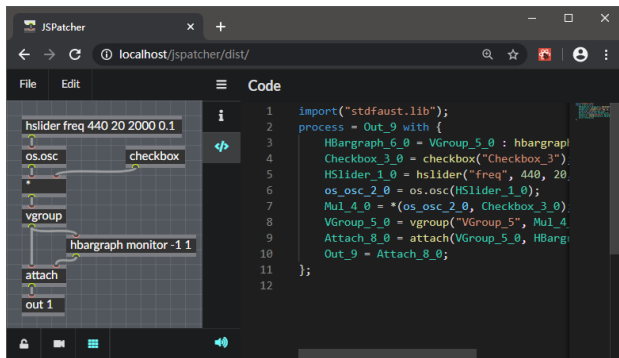 JSPatcher
localhost/jspatcher/dist/
File Edit
Code
hslider freq 440 20 2000 0.1
os.osc
checkbox
*
vgroup
hbargraph monitor -1 1
attach
out 1
1 import("stdfaust.lib");
2 process = Out_9 with {
3 HBargraph_6_0 = VGroup_5_0 : hbargraph
4 Checkbox_3_0 = checkbox("Checkbox_3")
5 HSlider_1_0 = hslider("freq", 440, 20,
6 os_osc_2_0 = os.osc(HSlider_1_0);
7 Mul_4_0 = *(os_osc_2_0, Checkbox_3_0)
8 VGroup_5_0 = vgroup("VGroup_5", Mul_4
9 Attach_8_0 = attach(VGroup_5_0, HBarg
10 Out_9 = Attach_8_0;
11 };
12